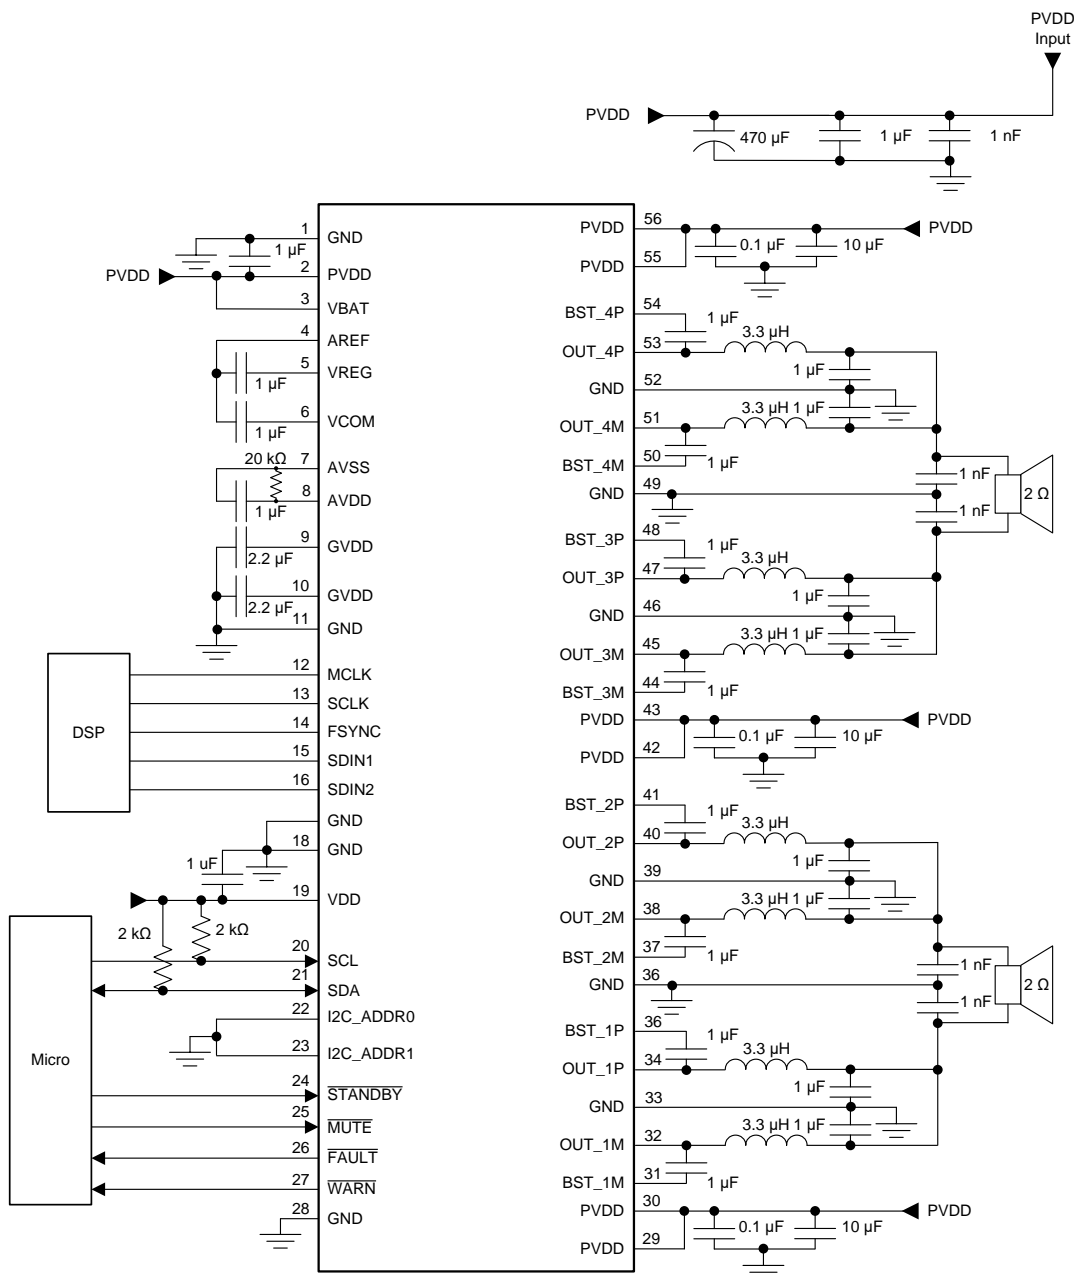 PVDD
Input
PVDD
470 µF
1 µF
1 nF
1
GND
1 µF
PVDD
2
PVDD
3
VBAT
4
AREF
5
VREG
1 µF
6
VCOM
1 µF
7
AVSS
20 kΩ
8
AVDD
1 µF
9
GVDD
2.2 µF
10
GVDD
2.2 µF
11
GND
DSP
12
MCLK
13
SCLK
14
FSYNC
15
SDIN1
16
SDIN2
GND
18
GND
1 uF
19
VDD
2 kΩ
2 kΩ
Micro
20
SCL
21
SDA
22
I2C_ADDR0
23
I2C_ADDR1
24
STANDBY
25
MUTE
26
FAULT
27
WARN
28
GND
PVDD
56
PVDD
0.1 µF
10 µF
PVDD
55
BST_4P
54
1 µF
3.3 µH
OUT_4P
53
1 µF
GND
52
3.3 µH
1 µF
OUT_4M
51
BST_4M
50
1 µF
GND
49
1 nF
1 nF
2 Ω
BST_3P
48
1 µF
3.3 µH
OUT_3P
47
1 µF
GND
46
3.3 µH
1 µF
OUT_3M
45
BST_3M
44
1 µF
PVDD
43
PVDD
0.1 µF
10 µF
PVDD
42
BST_2P
41
1 µF
3.3 µH
OUT_2P
40
1 µF
GND
39
3.3 µH
1 µF
OUT_2M
38
BST_2M
37
1 µF
GND
36
1 nF
1 nF
2 Ω
BST_1P
36
1 µF
3.3 µH
OUT_1P
34
1 µF
GND
33
3.3 µH
1 µF
OUT_1M
32
BST_1M
31
1 µF
PVDD
30
PVDD
0.1 µF
10 µF
PVDD
29